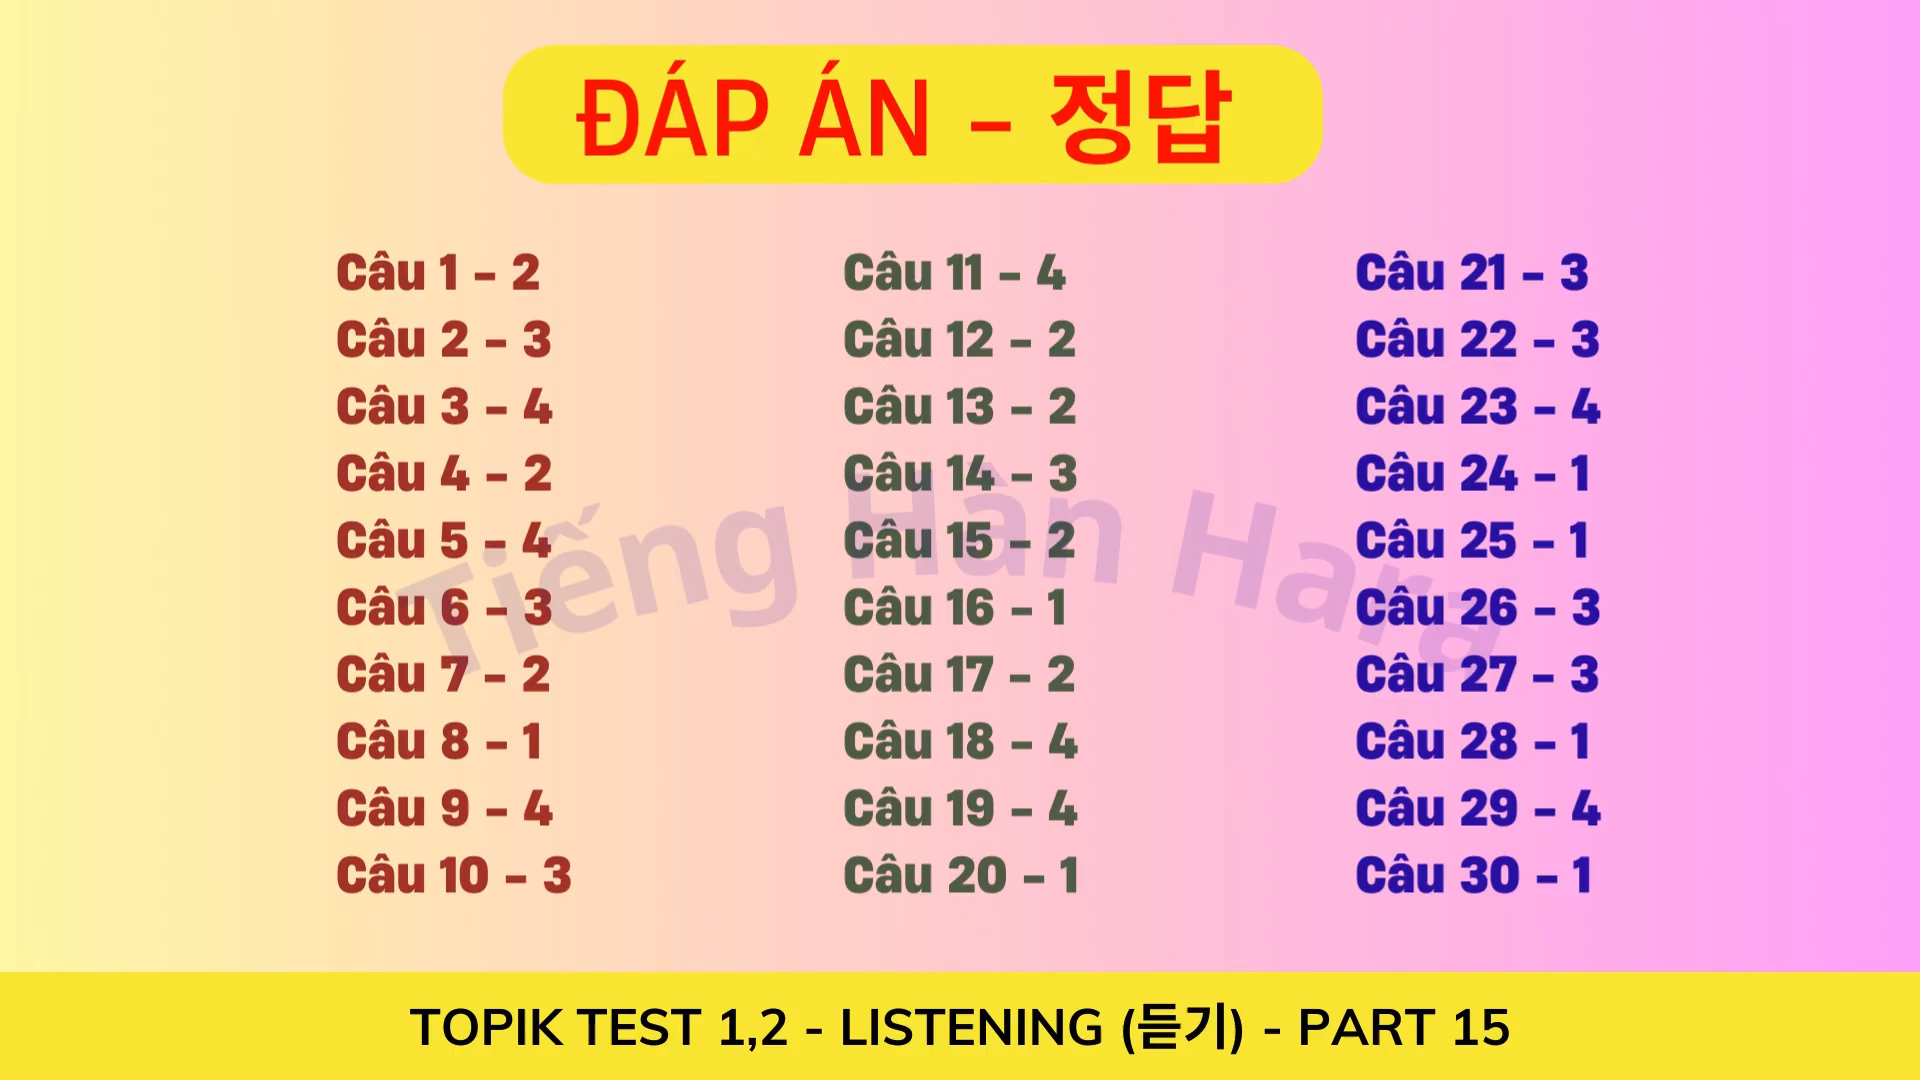 ĐÁP ÁN - 정답
Câu 1 - 2
Câu 2 - 3
Câu 3 - 4
Câu 4 - 2
Câu 5 - 4
Câu 6 - 3
Câu 7 - 2
Câu 8 - 1
Câu 9 - 4
Câu 10 - 3
Câu 11 - 4
Câu 12 - 2
Câu 13 - 2
Câu 14 - 3
Câu 15 - 2
Câu 16 - 1
Câu 17 - 2
Câu 18 - 4
Câu 19 - 4
Câu 20 - 1
Câu 21 - 3
Câu 22 - 3
Câu 23 - 4
Câu 24 - 1
Câu 25 - 1
Câu 26 - 3
Câu 27 - 3
Câu 28 - 1
Câu 29 - 4
Câu 30 - 1
Tiếng Hàn Hara
TOPIK TEST 1,2 - LISTENING (듣기) - PART 15